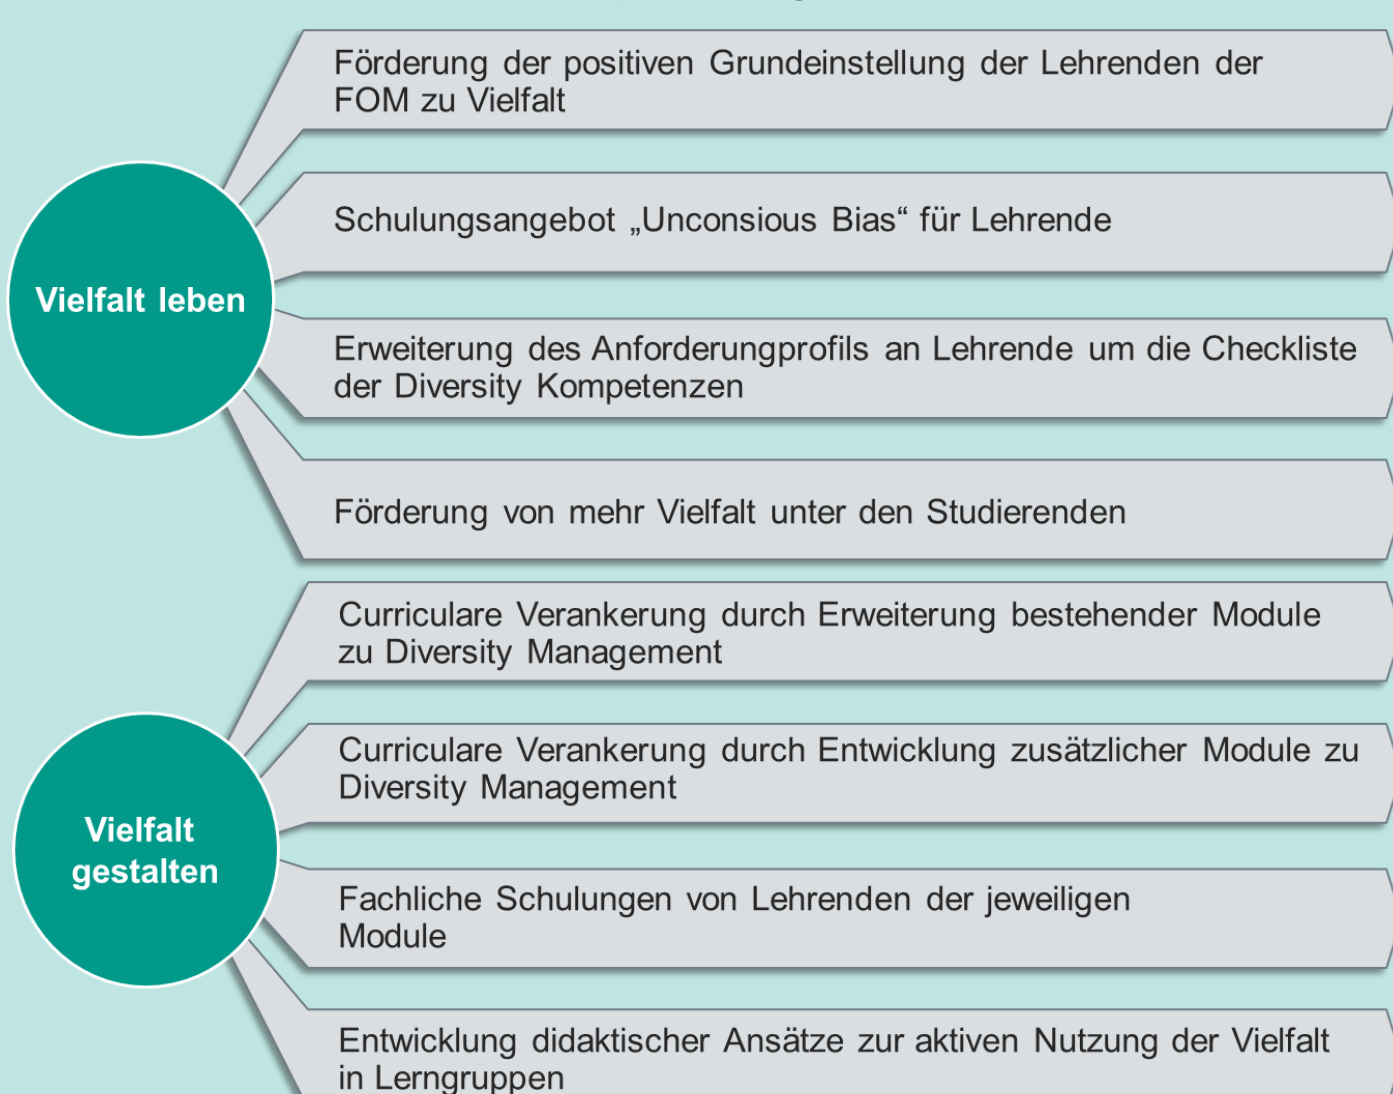 Förderung der positiven Grundeinstellung der Lehrenden der
FOM zu Vielfalt
Schulungsangebot „Unconsious Bias“ für Lehrende
Vielfalt leben
Erweiterung des Anforderungprofils an Lehrende um die Checkliste
der Diversity Kompetenzen
Förderung von mehr Vielfalt unter den Studierenden
Curriculare Verankerung durch Erweiterung bestehender Module
zu Diversity Management
Curriculare Verankerung durch Entwicklung zusätzlicher Module zu
Diversity Management
Vielfalt
gestalten
Fachliche Schulungen von Lehrenden der jeweiligen
Module
Entwicklung didaktischer Ansätze zur aktiven Nutzung der Vielfalt
in Lerngruppen